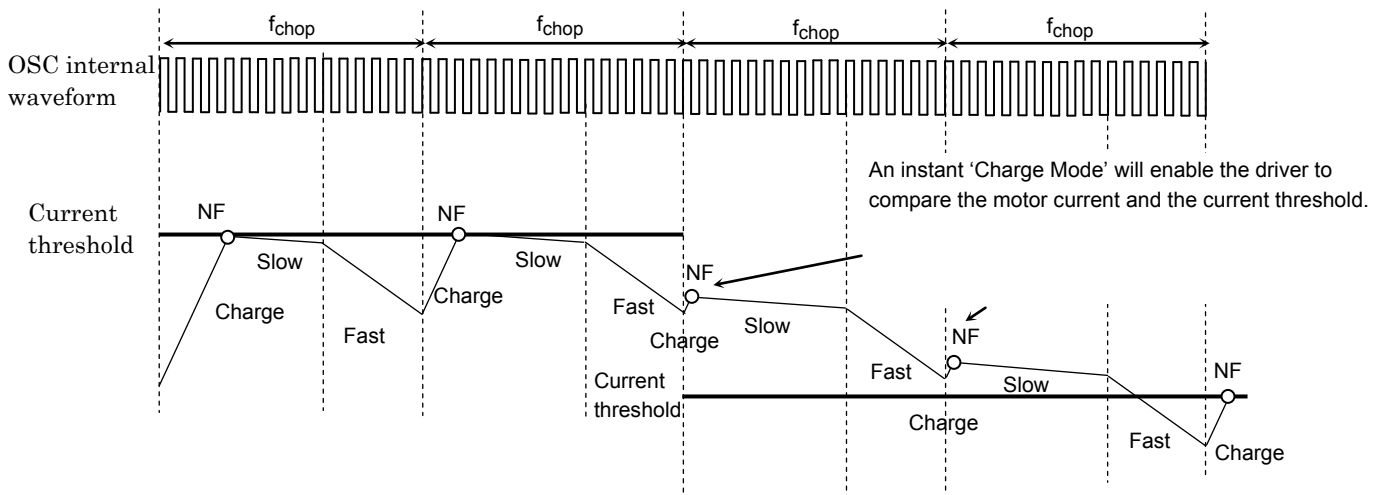 fchop
fchop
fchop
fchop
OSC internal
waveform
An instant ‘Charge Mode’ will enable the driver to
compare the motor current and the current threshold.
Current
threshold
NF
NF
Slow
Slow
Charge
Charge
Fast
Fast
NF
Charge
Slow
NF
Current
threshold
Fast
Slow
NF
Charge
Fast
Charge